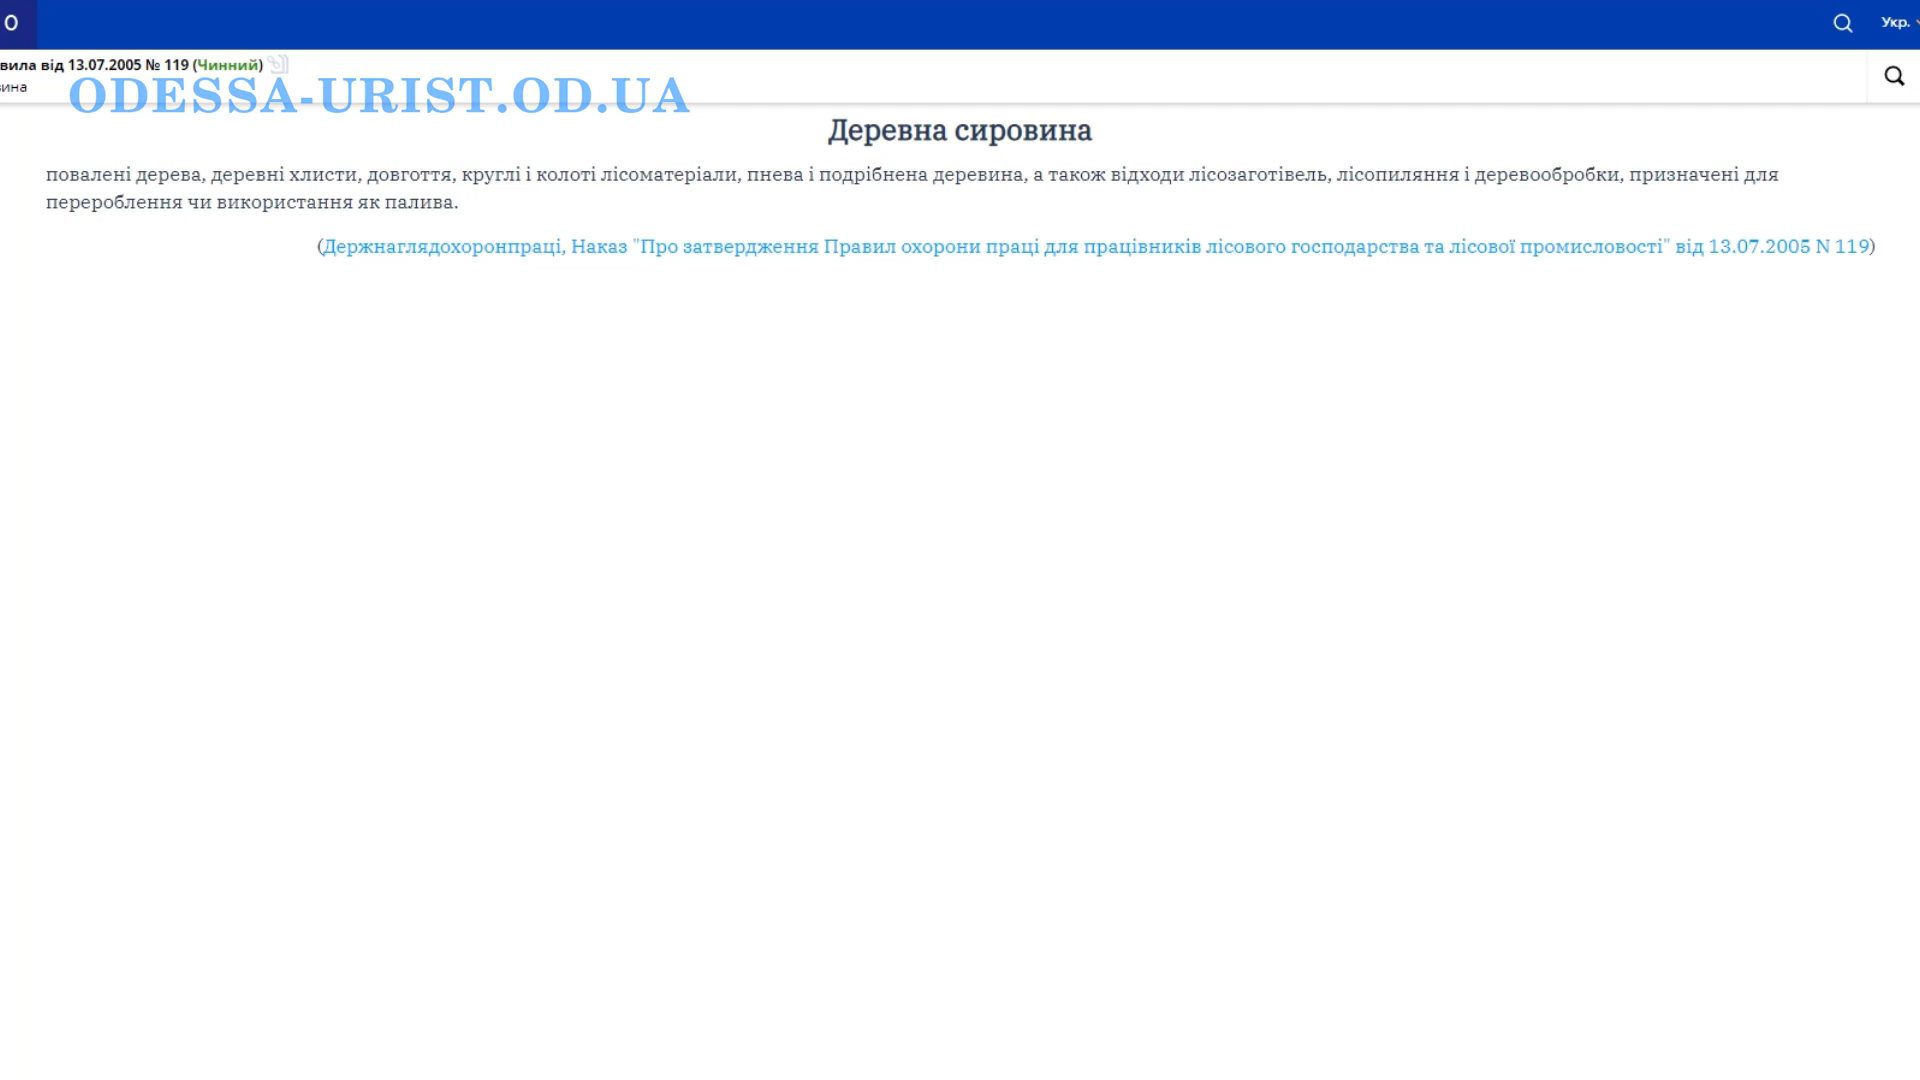 О
Укр.
вила від 13.07.2005 № 119 (Чинний)
ина
ODESSA-URIST.OD.UA
Деревна сировина
повалені дерева, деревні хлисти, довготтья, круглі і колоті лісоматеріали, пнева і подрібнена деревина, а також відходи лісозаготівель, лісопиляння і деревообробки, призначені для
перероблення чи використання як палива.
(Держнаглядохоронпраці, Наказ "Про затвердження Правил охорони праці для працівників лісового господарства та лісової промисловості" від 13.07.2005 N 119)